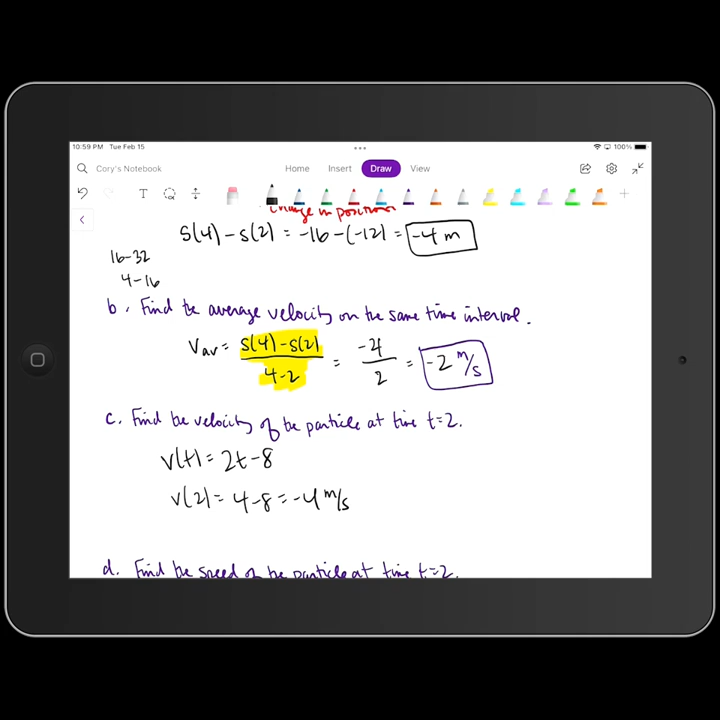 10:59 PM Tue Feb 15
100%
Cory's Notebook
Home Insert Draw View
T
change in position
S(4)-S(2) = -16-(-12) = -4 m
16-32
4-16
b. Find the average velocity on the same time interval.
Vav = S(4)-S(2) / 4-2 = -4 / 2 = -2 m/s
c. Find the velocity of the particle at time t=2.
V(t) = 2t-8
V(2) = 4-8 = -4 m/s
d. Find the speed of the particle at time t=2.